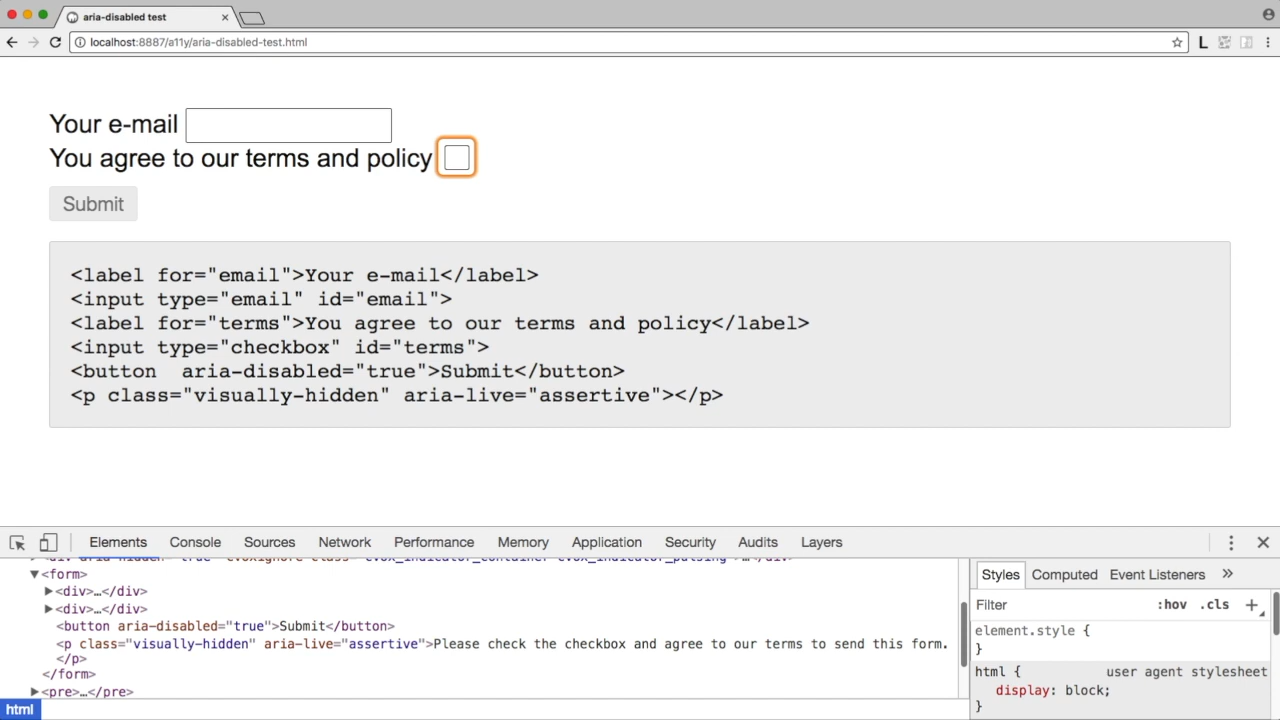 aria-disabled test
localhost:8887/a11y/aria-disabled-test.html
L
Your e-mail
You agree to our terms and policy
Submit
<label for="email">Your e-mail</label>
<input type="email" id="email">
<label for="terms">You agree to our terms and policy</label>
<input type="checkbox" id="terms">
<button  aria-disabled="true">Submit</button>
<p class="visually-hidden" aria-live="assertive"></p>
Elements Console Sources Network Performance Memory Application Security Audits Layers
▼<form>
▶<div>…</div>
▶<div>…</div>
<button aria-disabled="true">Submit</button>
<p class="visually-hidden" aria-live="assertive">Please check the checkbox and agree to our terms to send this form.
</p>
</form>
▶<pre>…</pre>
html
Styles Computed Event Listeners »
Filter :hov .cls +
element.style {
}
html { user agent stylesheet
display: block;
}